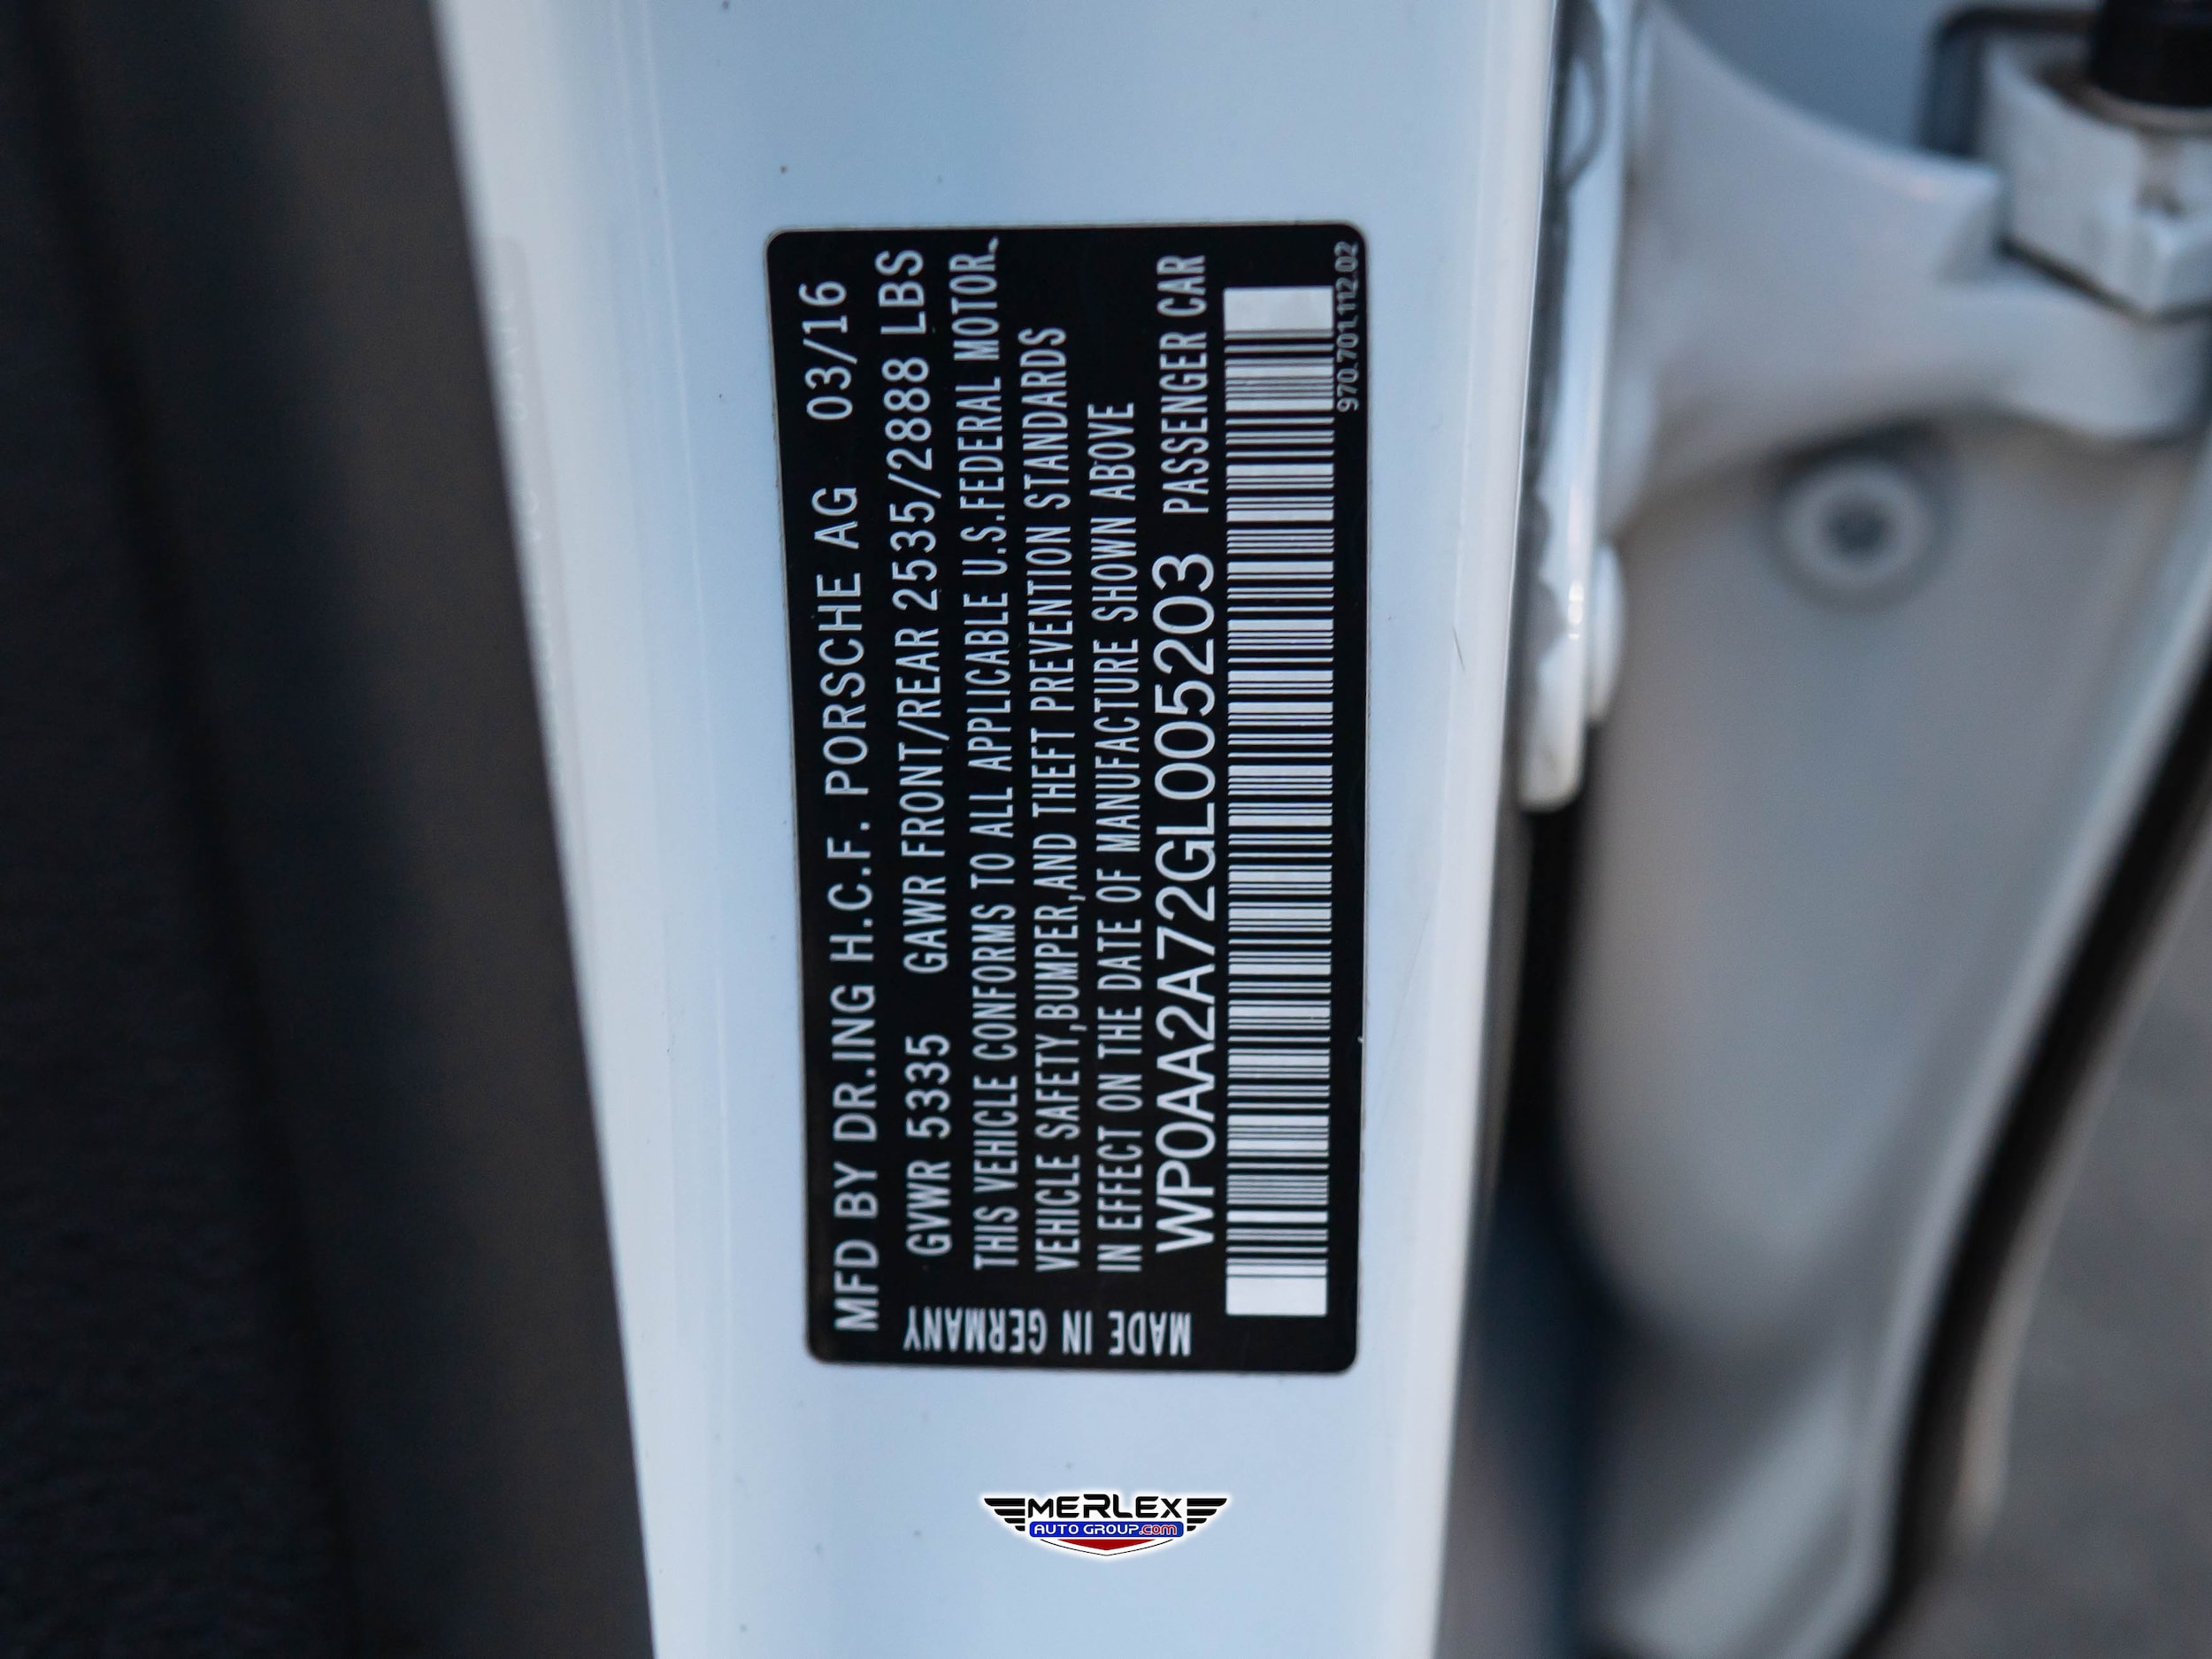 MFD BY DR.ING H.C.F. PORSCHE AG 03/16
GVWR 5335 GAWR FRONT/REAR 2535/2888 LBS
THIS VEHICLE CONFORMS TO ALL APPLICABLE U.S.FEDERAL MOTOR-
VEHICLE SAFETY,BUMPER,AND THEFT PREVENTION STANDARDS
IN EFFECT ON THE DATE OF MANUFACTURE SHOWN ABOVE
WP0AA2A72GL005203 PASSENGER CAR
970.701.112.02
MADE IN GERMANY
MERLEX
AUTO GROUP.com